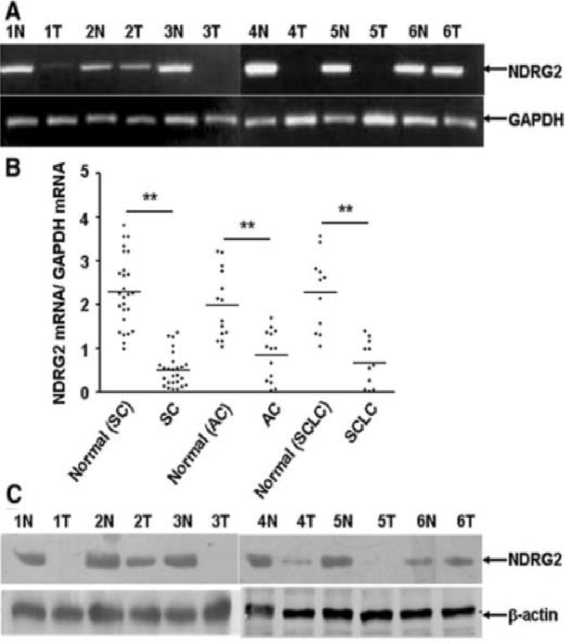 A
1N 1T 2N 2T 3N 3T 4N 4T 5N 5T 6N 6T
NDRG2
GAPDH
B
NDRG2 mRNA/ GAPDH mRNA
5
4
3
2
1
0
** ** **
Normal (SC) SC Normal (AC) AC Normal (SCLC) SCLC
C
1N 1T 2N 2T 3N 3T 4N 4T 5N 5T 6N 6T
NDRG2
β-actin